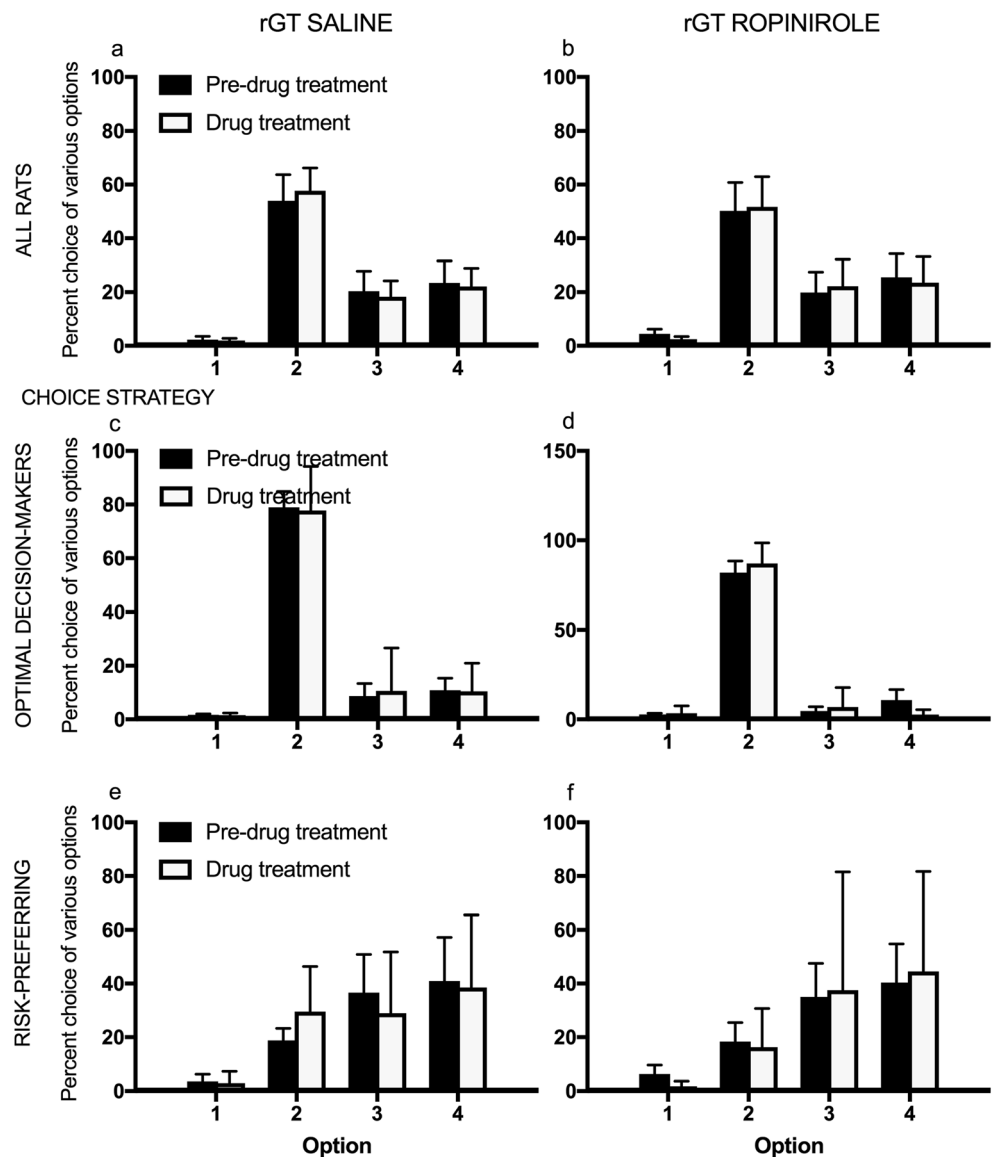 rGT SALINE
rGT ROPINIROLE
a
b
ALL RATS
Percent choice of various options
100
80
60
40
20
0
Pre-drug treatment
Drug treatment
1 2 3 4
100
80
60
40
20
0
1 2 3 4
CHOICE STRATEGY
c
d
OPTIMAL DECISION-MAKERS
Percent choice of various options
100
80
60
40
20
0
Pre-drug treatment
Drug treatment
1 2 3 4
150
100
50
0
1 2 3 4
e
f
RISK-PREFERRING
Percent choice of various options
100
80
60
40
20
0
Pre-drug treatment
Drug treatment
1 2 3 4
Option
100
80
60
40
20
0
1 2 3 4
Option